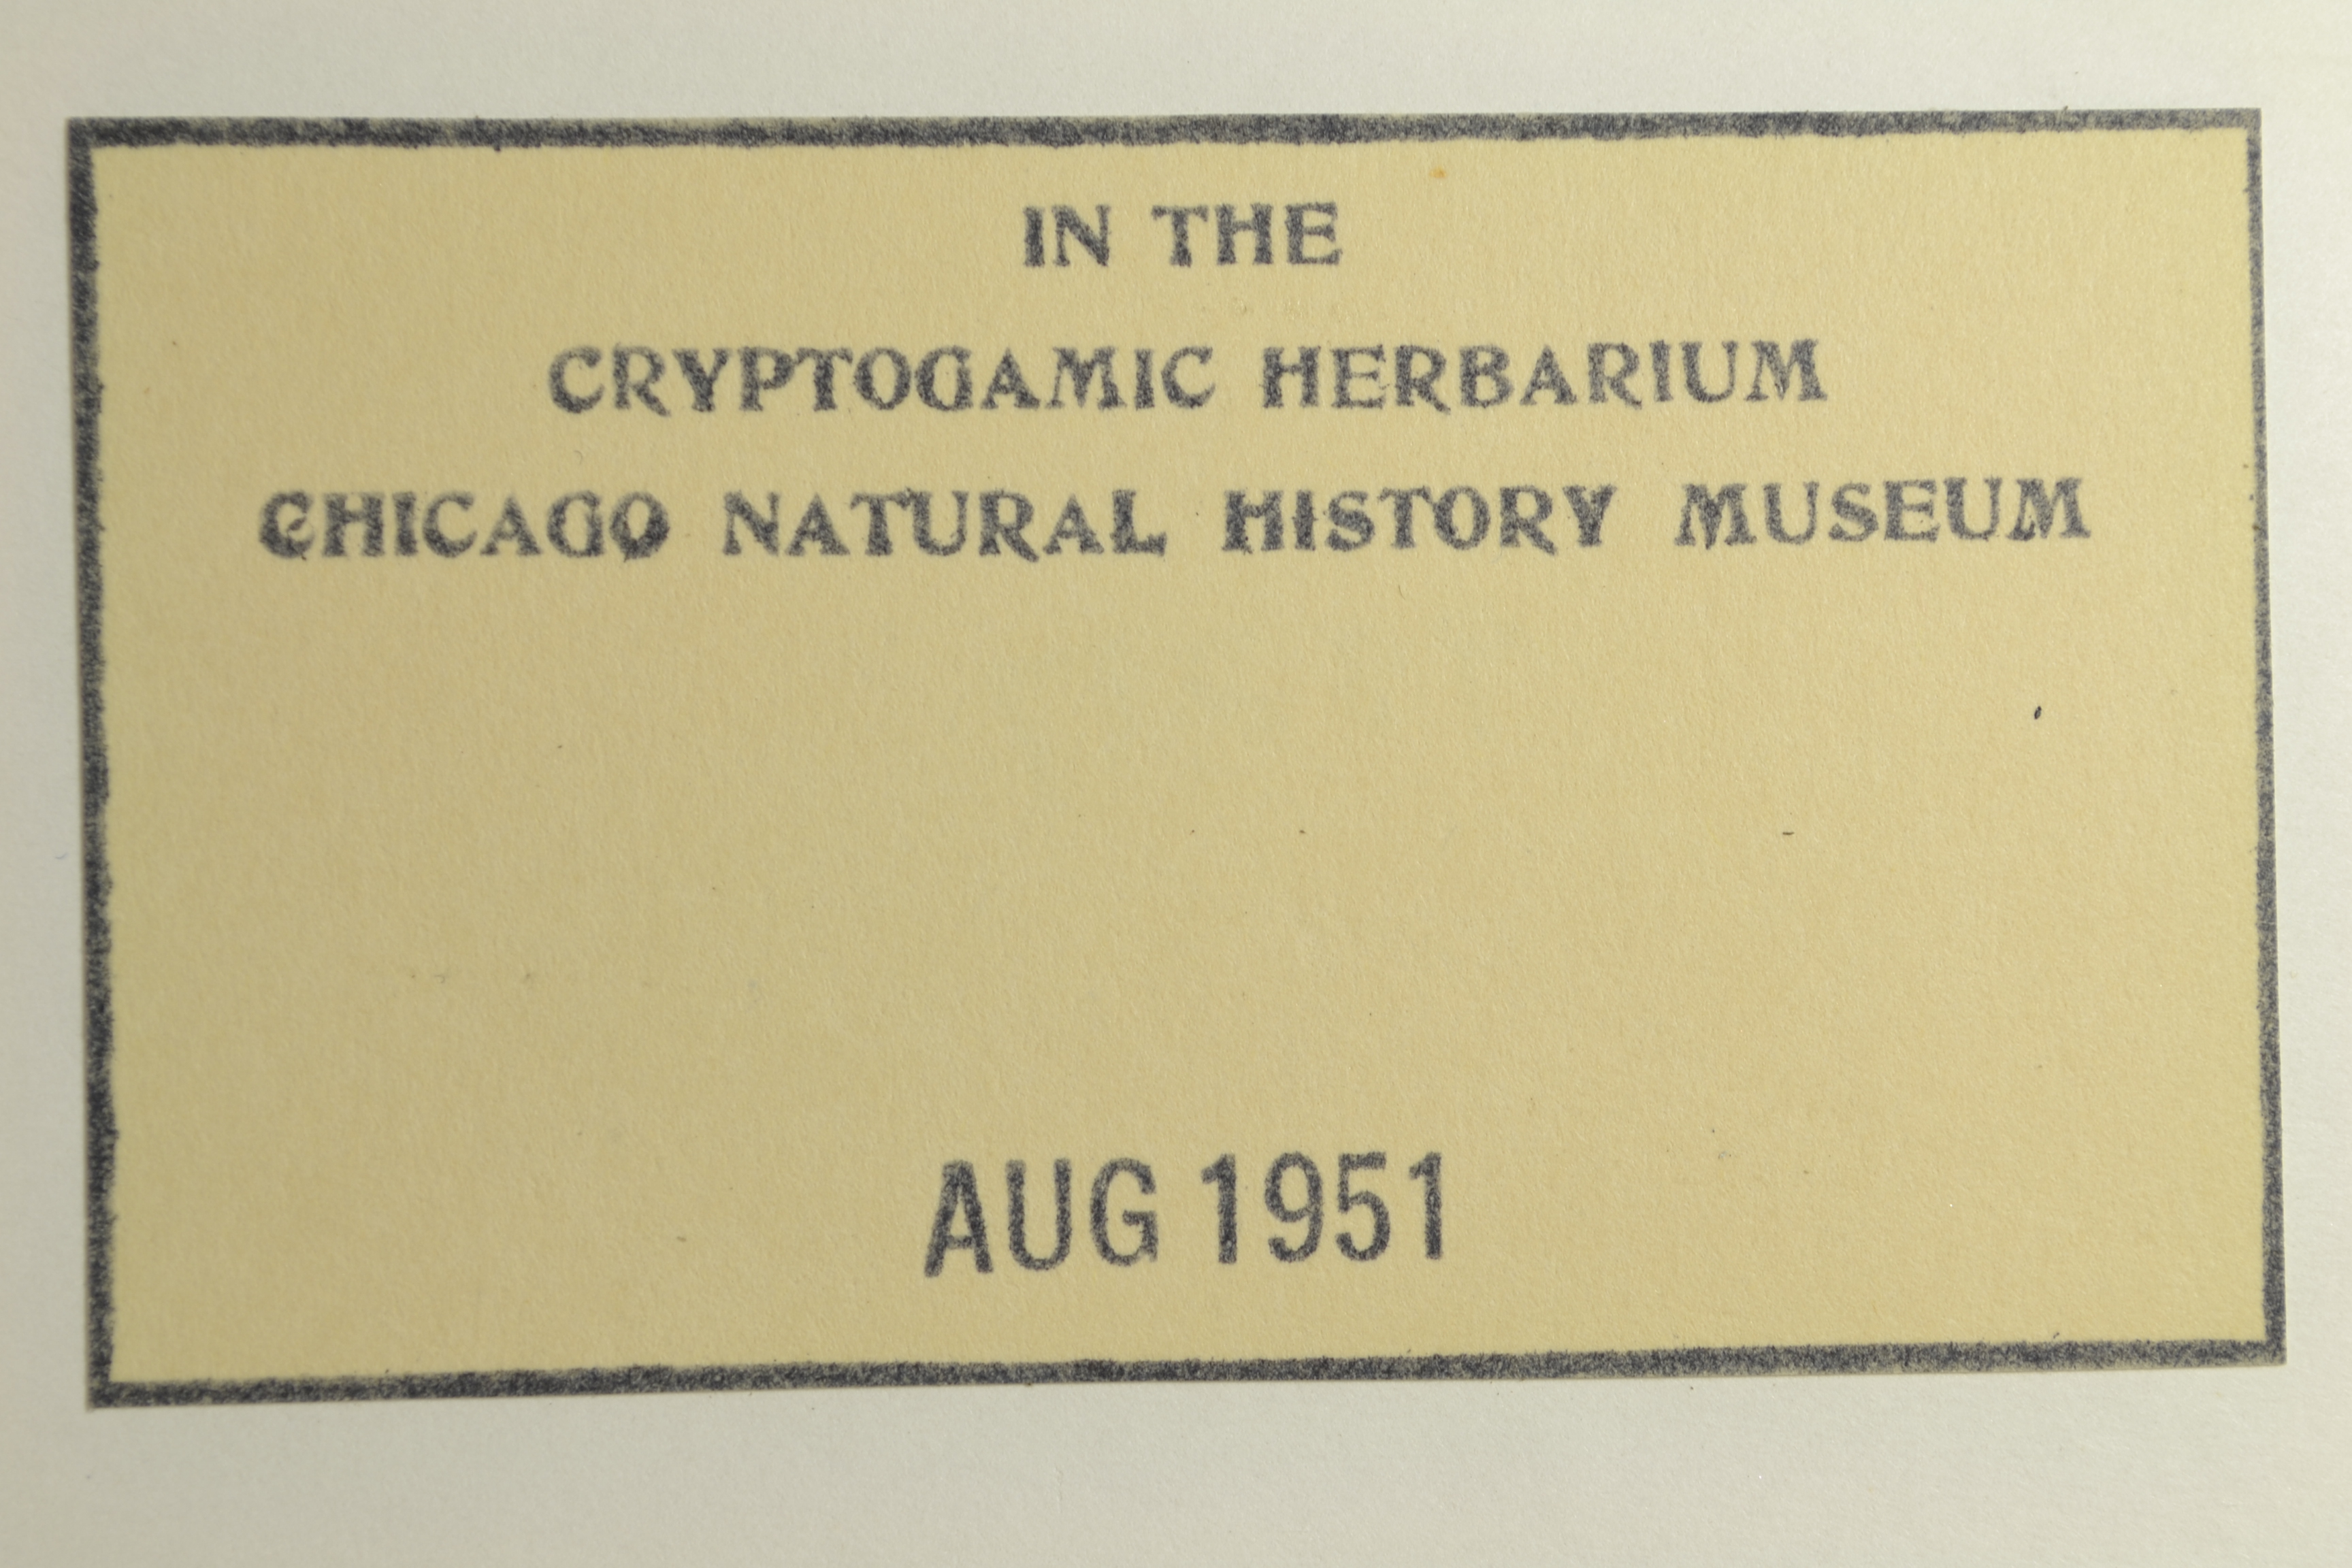 IN THE
CRYPTOGAMIC HERBARIUM
CHICAGO NATURAL HISTORY MUSEUM
AUG 1951